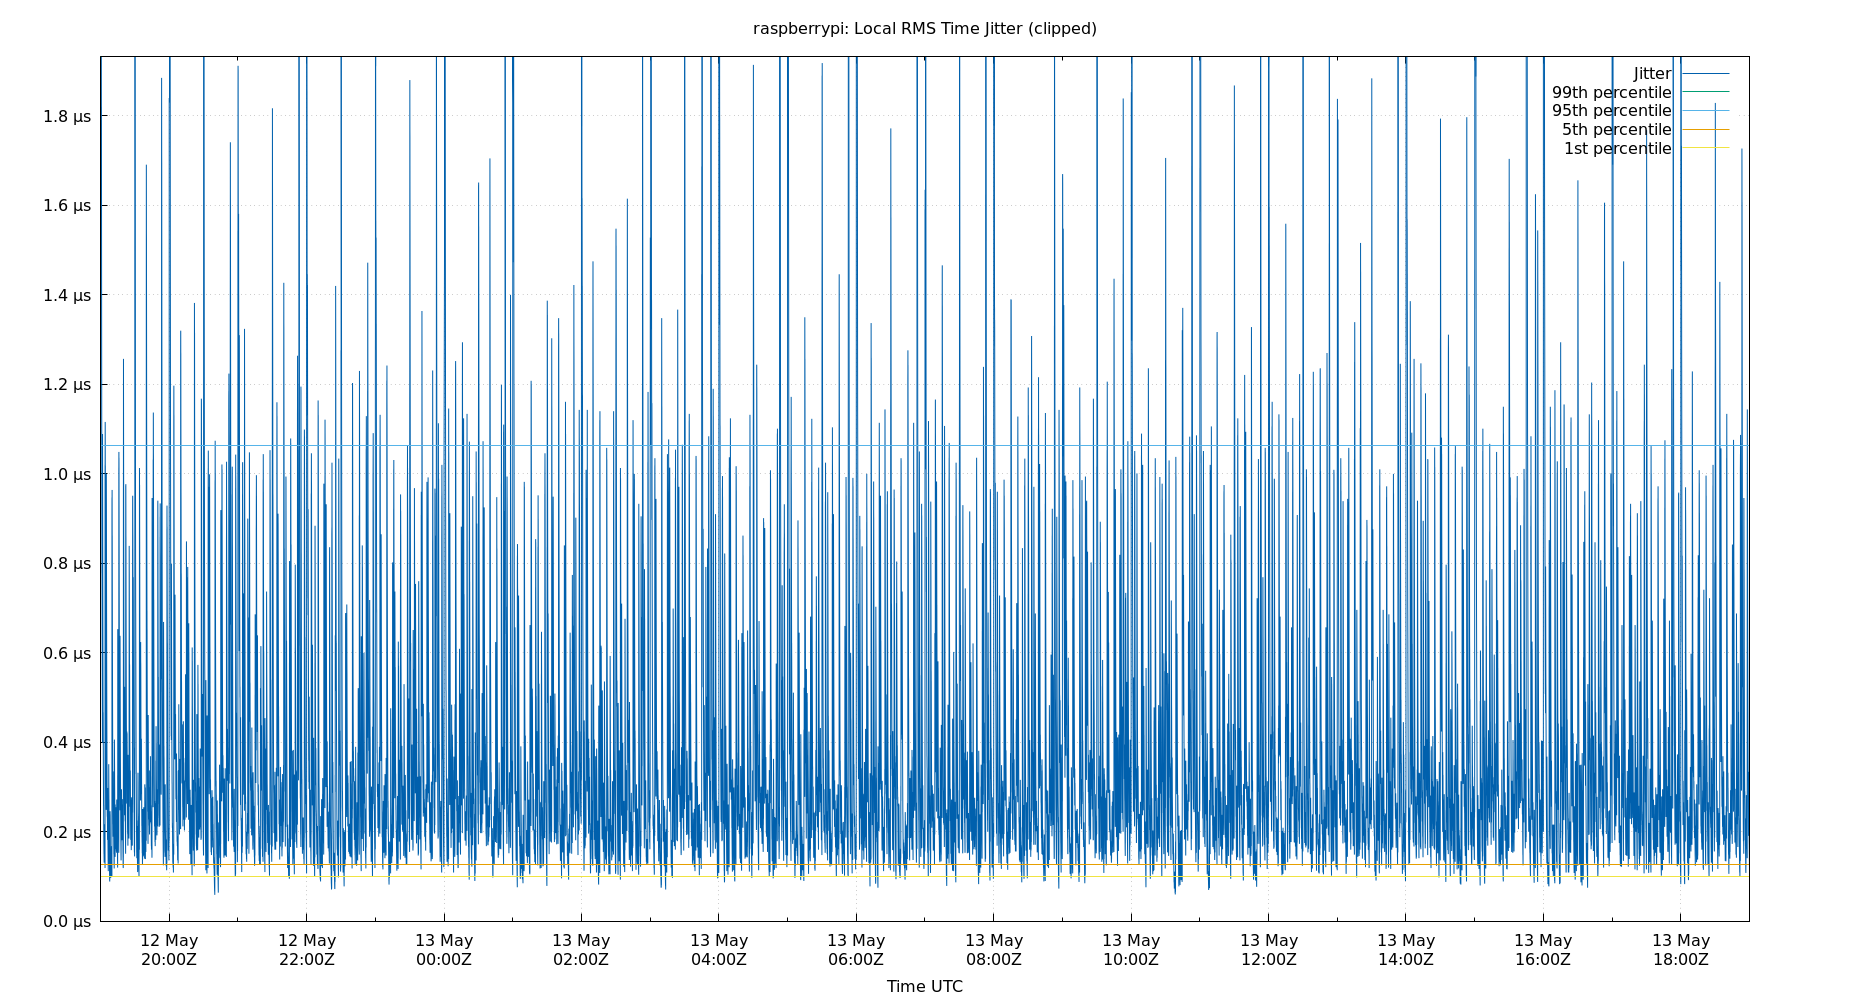 raspberrypi: Local RMS Time Jitter (clipped)
Jitter
99th percentile
95th percentile
5th percentile
1st percentile
1.8 μs
1.6 μs
1.4 μs
1.2 μs
1.0 μs
0.8 μs
0.6 μs
0.4 μs
0.2 μs
0.0 μs
12 May 12 May 13 May 13 May 13 May 13 May 13 May 13 May 13 May 13 May 13 May 13 May
20:00Z 22:00Z 00:00Z 02:00Z 04:00Z 06:00Z 08:00Z 10:00Z 12:00Z 14:00Z 16:00Z 18:00Z
Time UTC